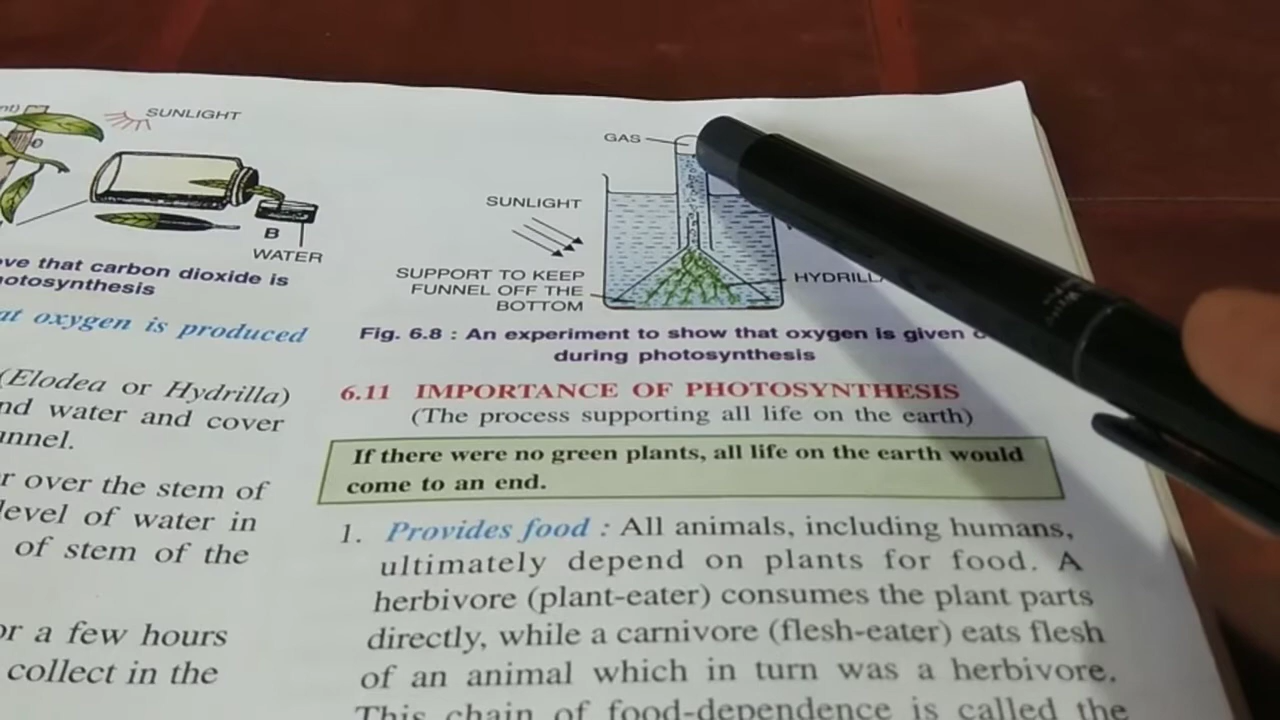 SUNLIGHT
B
WATER
carbon dioxide is
at oxygen is produced
(Elodea or Hydrilla)
water and cover
over the stem of
level of water in
of stem of the
a few hours
collect in the
GAS
SUNLIGHT
SUPPORT TO KEEP
FUNNEL OFF THE
BOTTOM
Fig. 6.8 : An experiment to show that oxygen is given
during photosynthesis
6.11 IMPORTANCE OF PHOTOSYNTHESIS
(The process supporting all life on the earth)
If there were no green plants, all life on the earth would
come to an end.
1. Provides food : All animals, including humans,
ultimately depend on plants for food. A
herbivore (plant-eater) consumes the plant parts
directly, while a carnivore (flesh-eater) eats flesh
of an animal which in turn was a herbivore.
This chain of food-dependence is called the